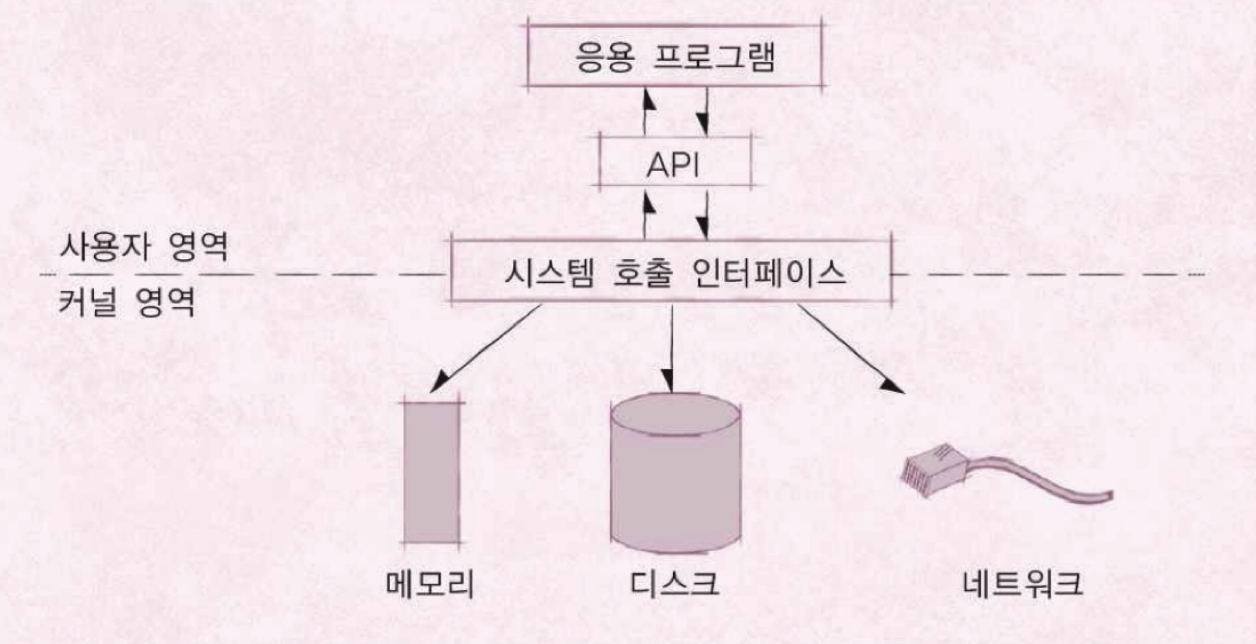 응용 프로그램
API
사용자 영역
시스템 호출 인터페이스
커널 영역
메모리
디스크
네트워크